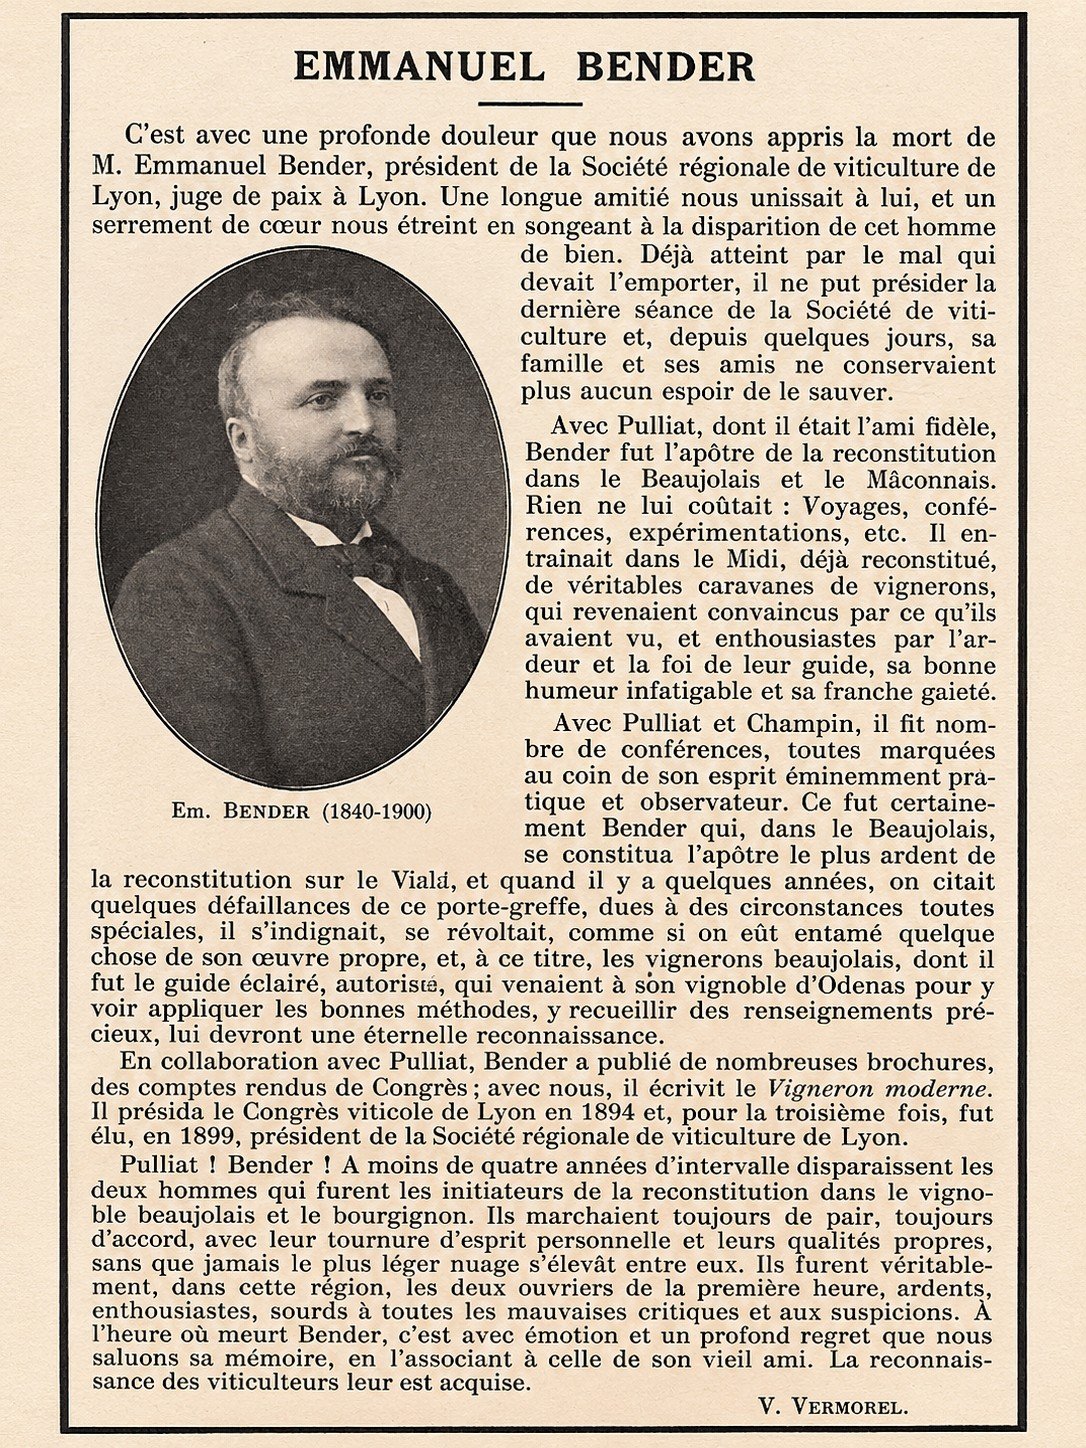 EMMANUEL BENDER
C'est avec une profonde douleur que nous avons appris la mort de
M. Emmanuel Bender, président de la Société régionale de viticulture de
Lyon, juge de paix à Lyon. Une longue amitié nous unissait à lui, et un
serrement de cœur nous étreint en songeant à la disparition de cet homme
de bien. Déjà atteint par le mal qui
devait l'emporter, il ne put présider la
dernière séance de la Société de viti-
culture et, depuis quelques jours, sa
famille et ses amis ne conservaient
plus aucun espoir de le sauver.
Avec Pulliat, dont il était l'ami fidèle,
Bender fut l'apôtre de la reconstitution
dans le Beaujolais et le Mâconnais.
Rien ne lui coûtait : Voyages, confé-
rences, expérimentations, etc. Il en-
traînait dans le Midi, déjà reconstitué,
de véritables caravanes de vignerons,
qui revenaient convaincus par ce qu'ils
avaient vu, et enthousiastes par l'ar-
deur et la foi de leur guide, sa bonne
humeur infatigable et sa franche gaieté.
Avec Pulliat et Champin, il fit nom-
bre de conférences, toutes marquées
au coin de son esprit éminemment pra-
tique et observateur. Ce fut certaine-
ment Bender qui, dans le Beaujolais,
se constitua l'apôtre le plus ardent de
Em. BENDER (1840-1900)
la reconstitution sur le Viala, et quand il y a quelques années, on citait
quelques défaillances de ce porte-greffe, dues à des circonstances toutes
spéciales, il s'indignait, se révoltait, comme si on eût entamé quelque
chose de son œuvre propre, et, à ce titre, les vignerons beaujolais, dont il
fut le guide éclairé, autorisé, qui venaient à son vignoble d'Odenas pour y
voir appliquer les bonnes méthodes, y recueillir des renseignements pré-
cieux, lui devront une éternelle reconnaissance.
En collaboration avec Pulliat, Bender a publié de nombreuses brochures,
des comptes rendus de Congrès ; avec nous, il écrivit le Vigneron moderne.
Il présida le Congrès viticole de Lyon en 1894 et, pour la troisième fois, fut
élu, en 1899, président de la Société régionale de viticulture de Lyon.
Pulliat ! Bender ! A moins de quatre années d'intervalle disparaissent les
deux hommes qui furent les initiateurs de la reconstitution dans le vigno-
ble beaujolais et le bourgignon. Ils marchaient toujours de pair, toujours
d'accord, avec leur tournure d'esprit personnelle et leurs qualités propres,
sans que jamais le plus léger nuage s'élevât entre eux. Ils furent véritable-
ment, dans cette région, les deux ouvriers de la première heure, ardents,
enthousiastes, sourds à toutes les mauvaises critiques et aux suspicions. À
l'heure où meurt Bender, c'est avec émotion et un profond regret que nous
saluons sa mémoire, en l'associant à celle de son vieil ami. La reconnais-
sance des viticulteurs leur est acquise.
V. VERMOREL.